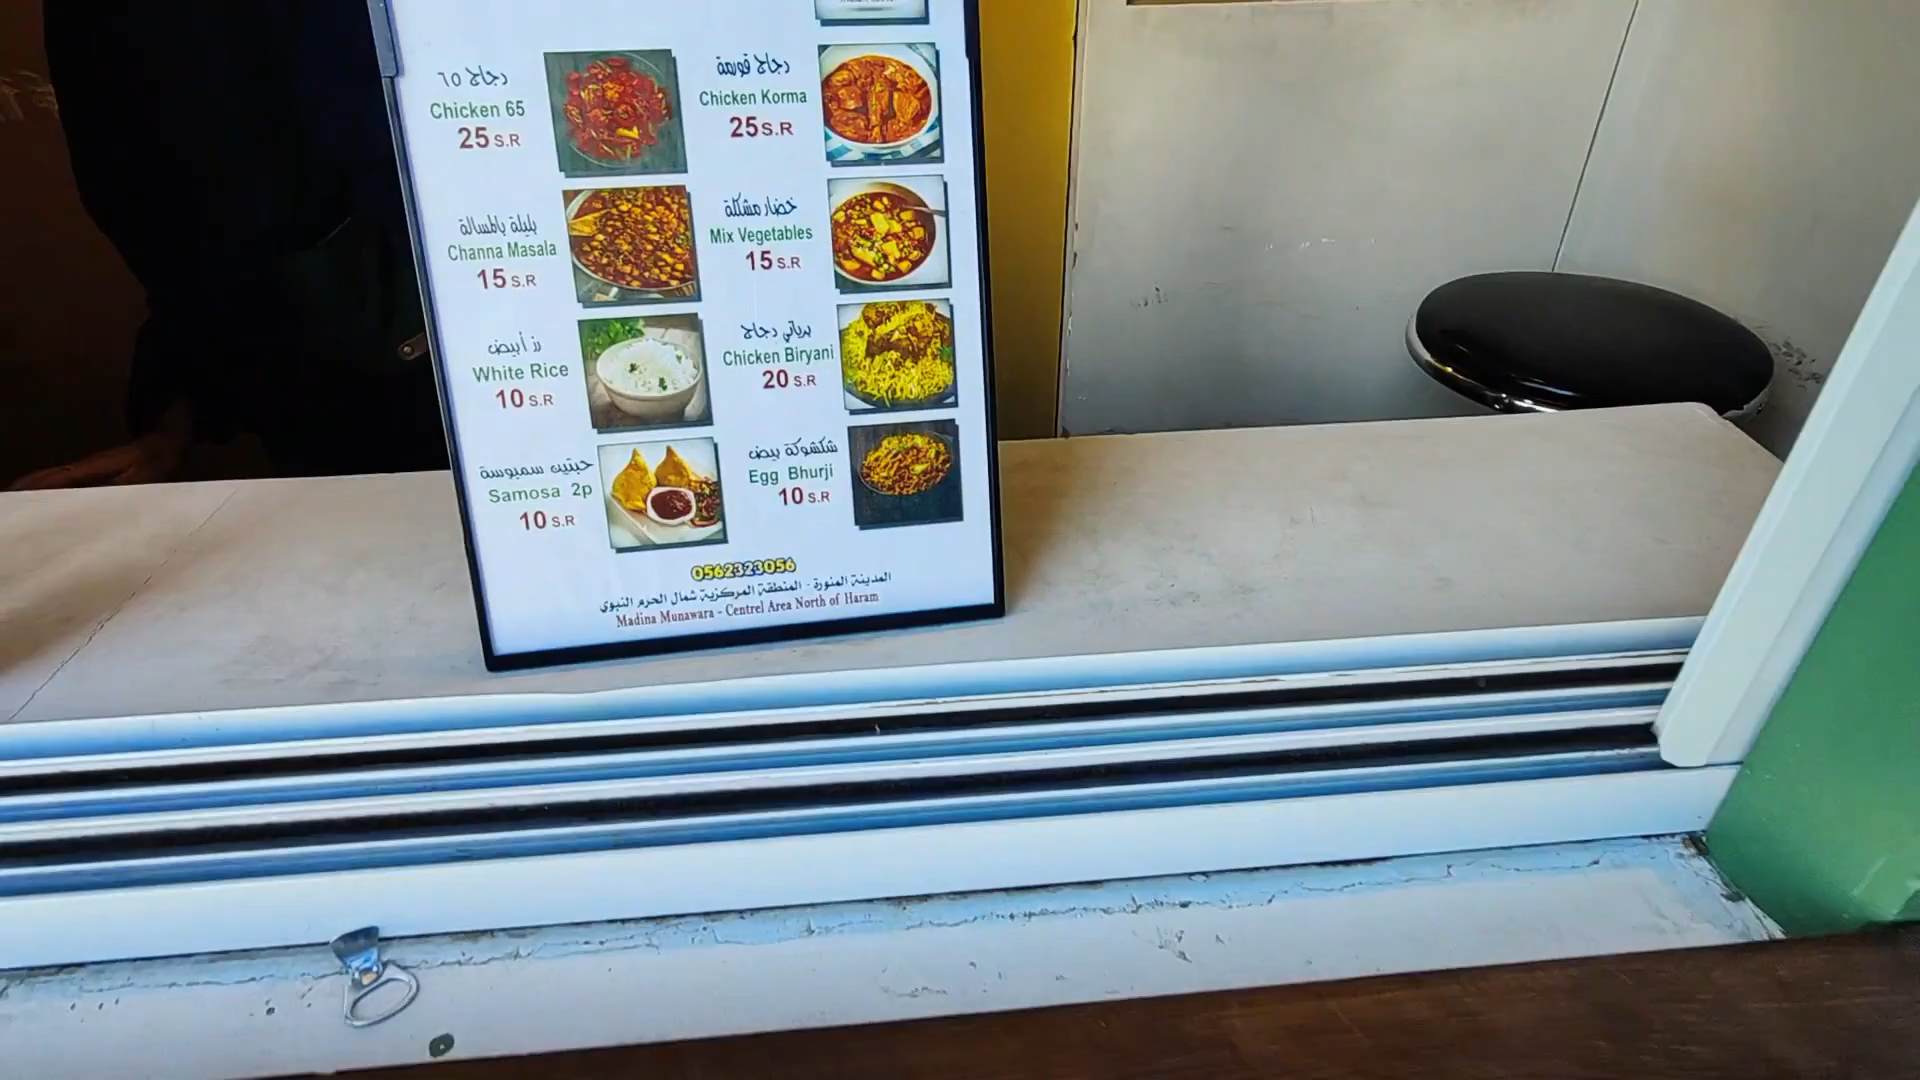 دجاج ٦٥
Chicken 65
25 S.R
دجاج قورمة
Chicken Korma
25 S.R
بليلة بالمسالة
Channa Masala
15 S.R
خضار مشكلة
Mix Vegetables
15 S.R
رز أبيض
White Rice
10 S.R
برياني دجاج
Chicken Biryani
20 S.R
حبتين سمبوسة
Samosa 2p
10 S.R
شكشوكة بيض
Egg Bhurji
10 S.R
0562323056
المدينة المنورة - المنطقة المركزية شمال الحرم النبوي
Madina Munawara - Centrel Area North of Haram